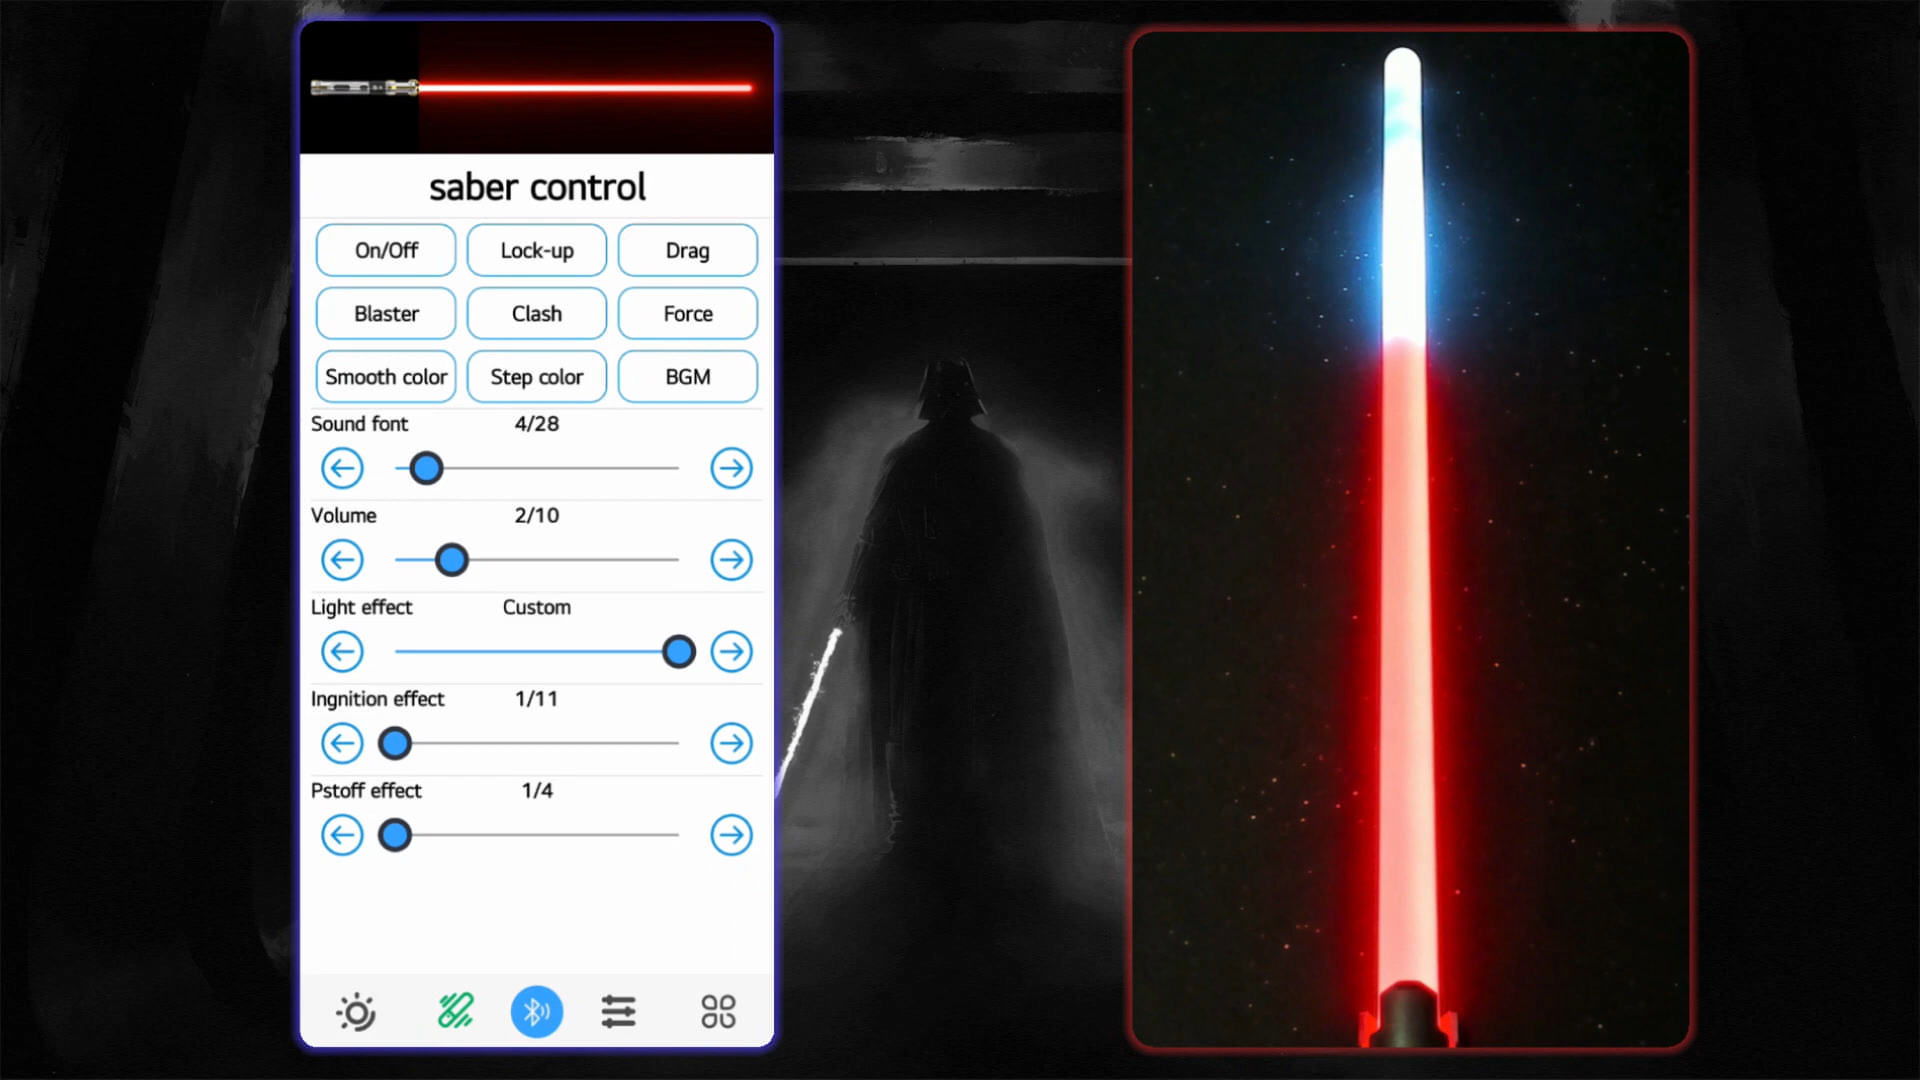 saber control
On/Off Lock-up Drag
Blaster Clash Force
Smooth color Step color BGM
Sound font 4/28
Volume 2/10
Light effect Custom
Ingnition effect 1/11
Pstoff effect 1/4